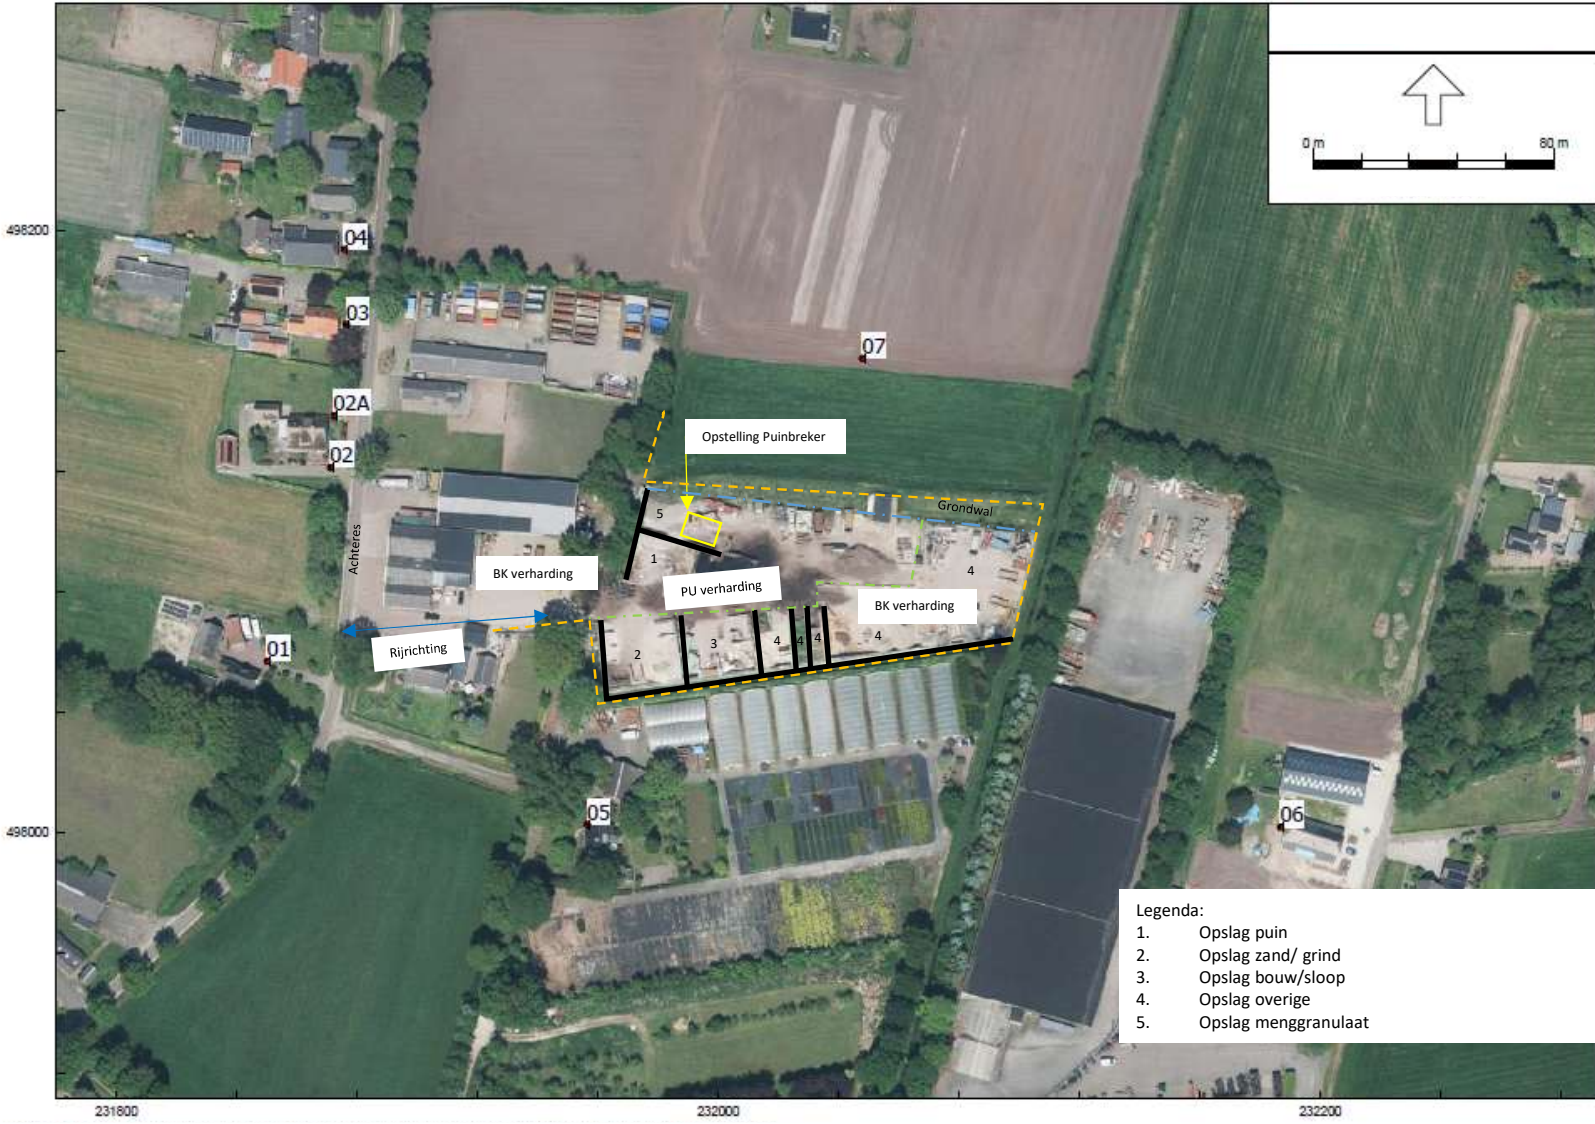 0 m 80 m
498200
04
03
07
02A
Opstelling Puinbreker
02
Grondwal
5
Achteres
1
4
BK verharding
PU verharding
BK verharding
Rijrichting
01
2
3
4
4
4
4
498000
05
06
Legenda:
1. Opslag puin
2. Opslag zand/ grind
3. Opslag bouw/sloop
4. Opslag overige
5. Opslag menggranulaat
231800
232000
232200